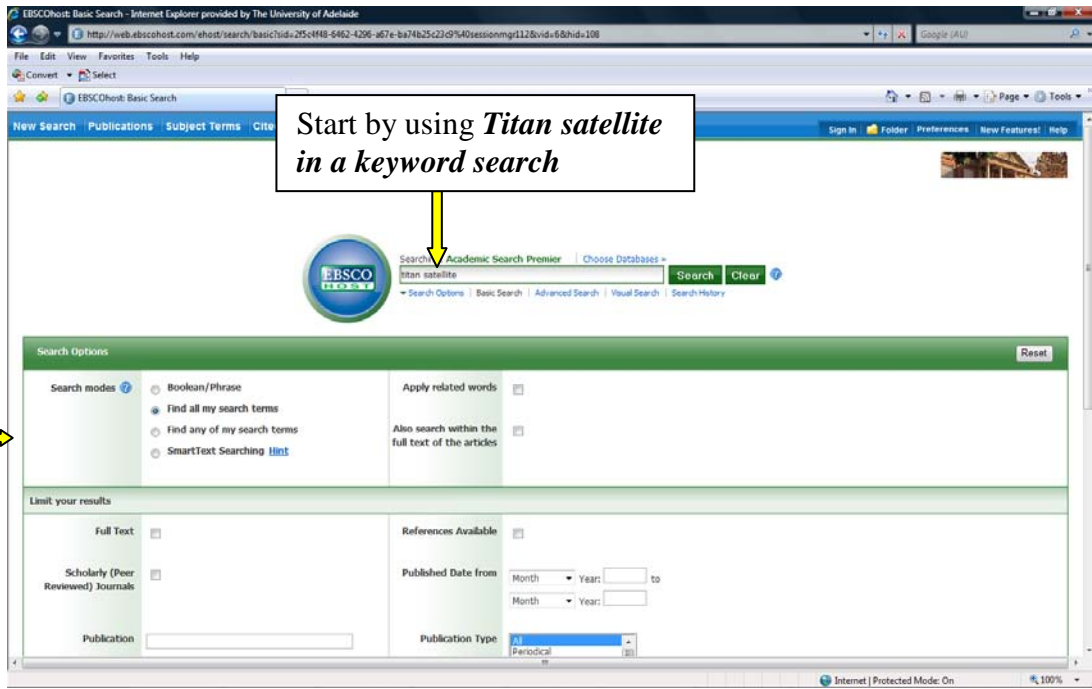 EBSCOhost: Basic Search - Internet Explorer provided by The University of Adelaide
http://web.ebscohost.com/ehost/search/basic?sid=2f5c4f48-6462-4296-a67e-ba74b25c23c9%40sessionmgr112&vid=6&hid=108
Google (AU)
File Edit View Favorites Tools Help
Convert Select
EBSCOhost: Basic Search
Page Tools
New Search Publications Subject Terms Cite
Sign In Folder Preferences New Features! Help
Start by using Titan satellite
in a keyword search
EBSCO
HOST
Academic Search Premier Choose Databases »
titan satellite Search Clear
Search Options Basic Search Advanced Search Visual Search Search History
Search Options Reset
Search modes
Boolean/Phrase
Find all my search terms
Find any of my search terms
SmartText Searching Hint
Apply related words
Also search within the
full text of the articles
Limit your results
Full Text References Available
Scholarly (Peer
Reviewed) Journals
Published Date from Month Year: to
Month Year:
Publication Publication Type All
Periodical
Internet | Protected Mode: On 100%